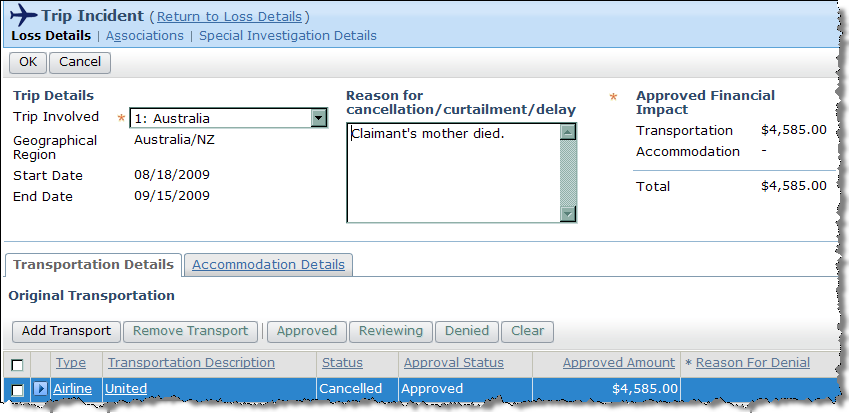 Trip Incident ( Return to Loss Details )
Loss Details | Associations | Special Investigation Details
OK Cancel
Trip Details
Trip Involved * 1: Australia
Geographical
Region
Australia/NZ
Start Date 08/18/2009
End Date 09/15/2009
Reason for
cancellation/curtailment/delay *
Claimant's mother died.
Approved Financial
Impact
Transportation $4,585.00
Accommodation -
Total $4,585.00
Transportation Details Accommodation Details
Original Transportation
Add Transport Remove Transport | Approved Reviewing Denied Clear
Type Transportation Description Status Approval Status Approved Amount * Reason For Denial
Airline United Cancelled Approved $4,585.00